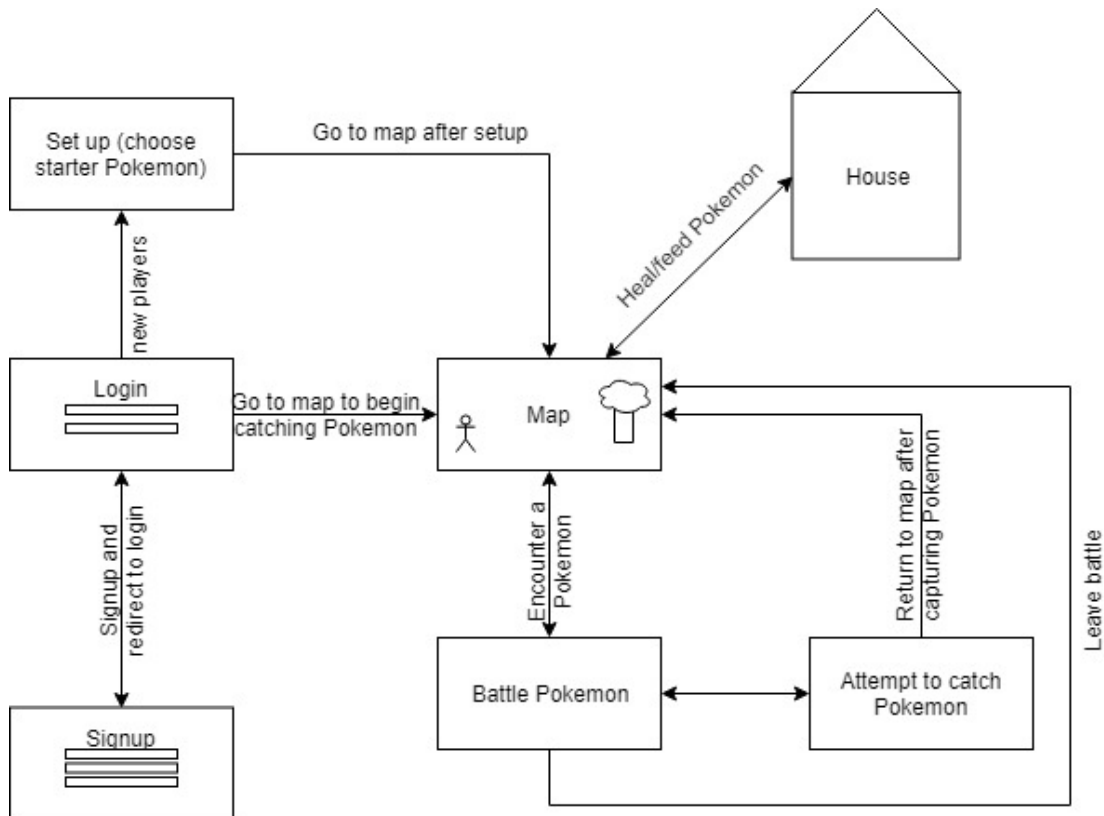 Set up (choose
starter Pokemon)
Go to map after setup
House
Heal/feed Pokemon
new players
Login
Go to map to begin
catching Pokemon
Map
Signup and
redirect to login
Encounter a
Pokemon
Return to map after
capturing Pokemon
Leave battle
Battle Pokemon
Attempt to catch
Pokemon
Signup